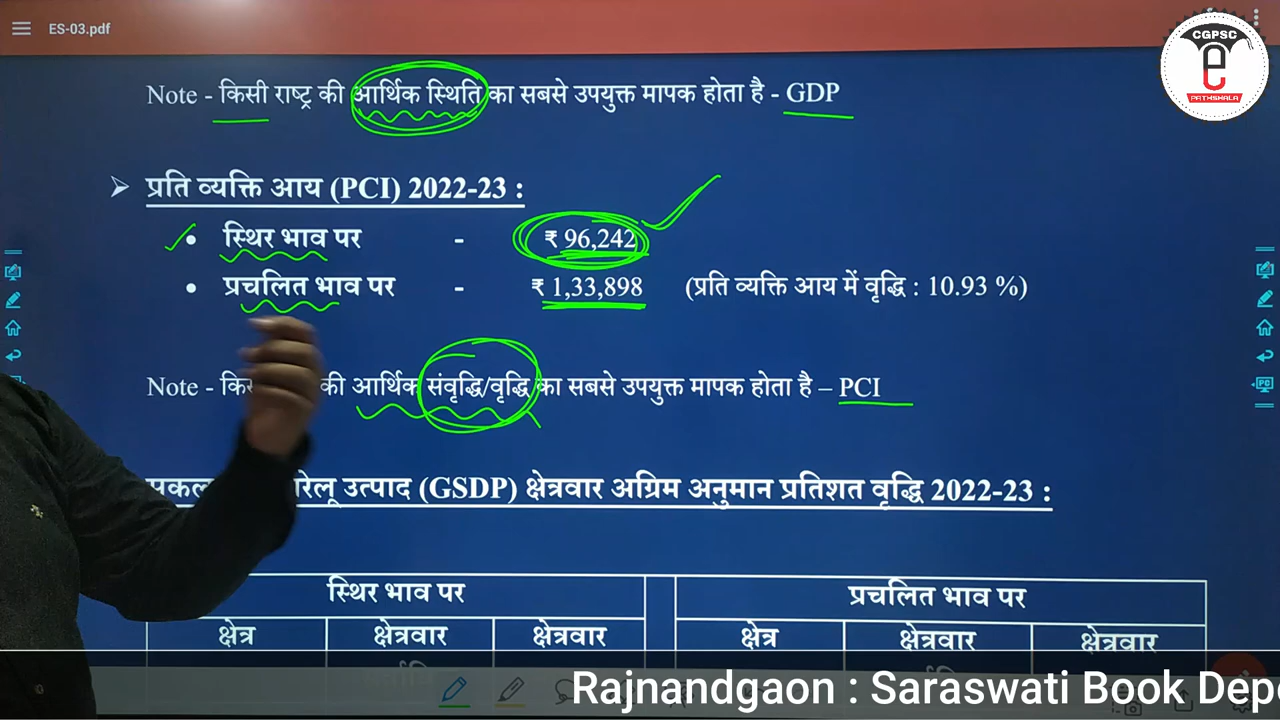 ES-03.pdf
CGPSC
PATHSHALA
Note - किसी राष्ट्र की आर्थिक स्थिति का सबसे उपयुक्त मापक होता है - GDP
➢ प्रति व्यक्ति आय (PCI) 2022-23 :
• स्थिर भाव पर - ₹ 96,242
• प्रचलित भाव पर - ₹ 1,33,898 (प्रति व्यक्ति आय में वृद्धि : 10.93 %)
Note - की आर्थिक संवृद्धि/वृद्धि का सबसे उपयुक्त मापक होता है – PCI
उत्पाद (GSDP) क्षेत्रवार अग्रिम अनुमान प्रतिशत वृद्धि 2022-23 :
स्थिर भाव पर प्रचलित भाव पर
क्षेत्र क्षेत्रवार क्षेत्रवार क्षेत्र क्षेत्रवार क्षेत्रवार
Rajnandgaon : Saraswati Book